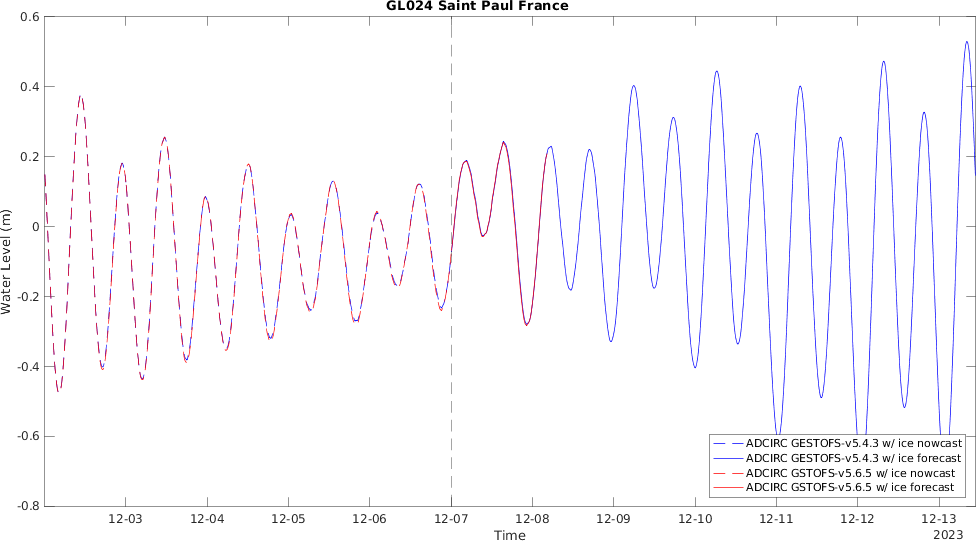 GL024 Saint Paul France
0.6
0.4
0.2
0
-0.2
-0.4
-0.6
-0.8
Water Level (m)
12-03 12-04 12-05 12-06 12-07 12-08 12-09 12-10 12-11 12-12 12-13
Time
2023
ADCIRC GESTOFS-v5.4.3 w/ ice nowcast
ADCIRC GESTOFS-v5.4.3 w/ ice forecast
ADCIRC GSTOFS-v5.6.5 w/ ice nowcast
ADCIRC GSTOFS-v5.6.5 w/ ice forecast